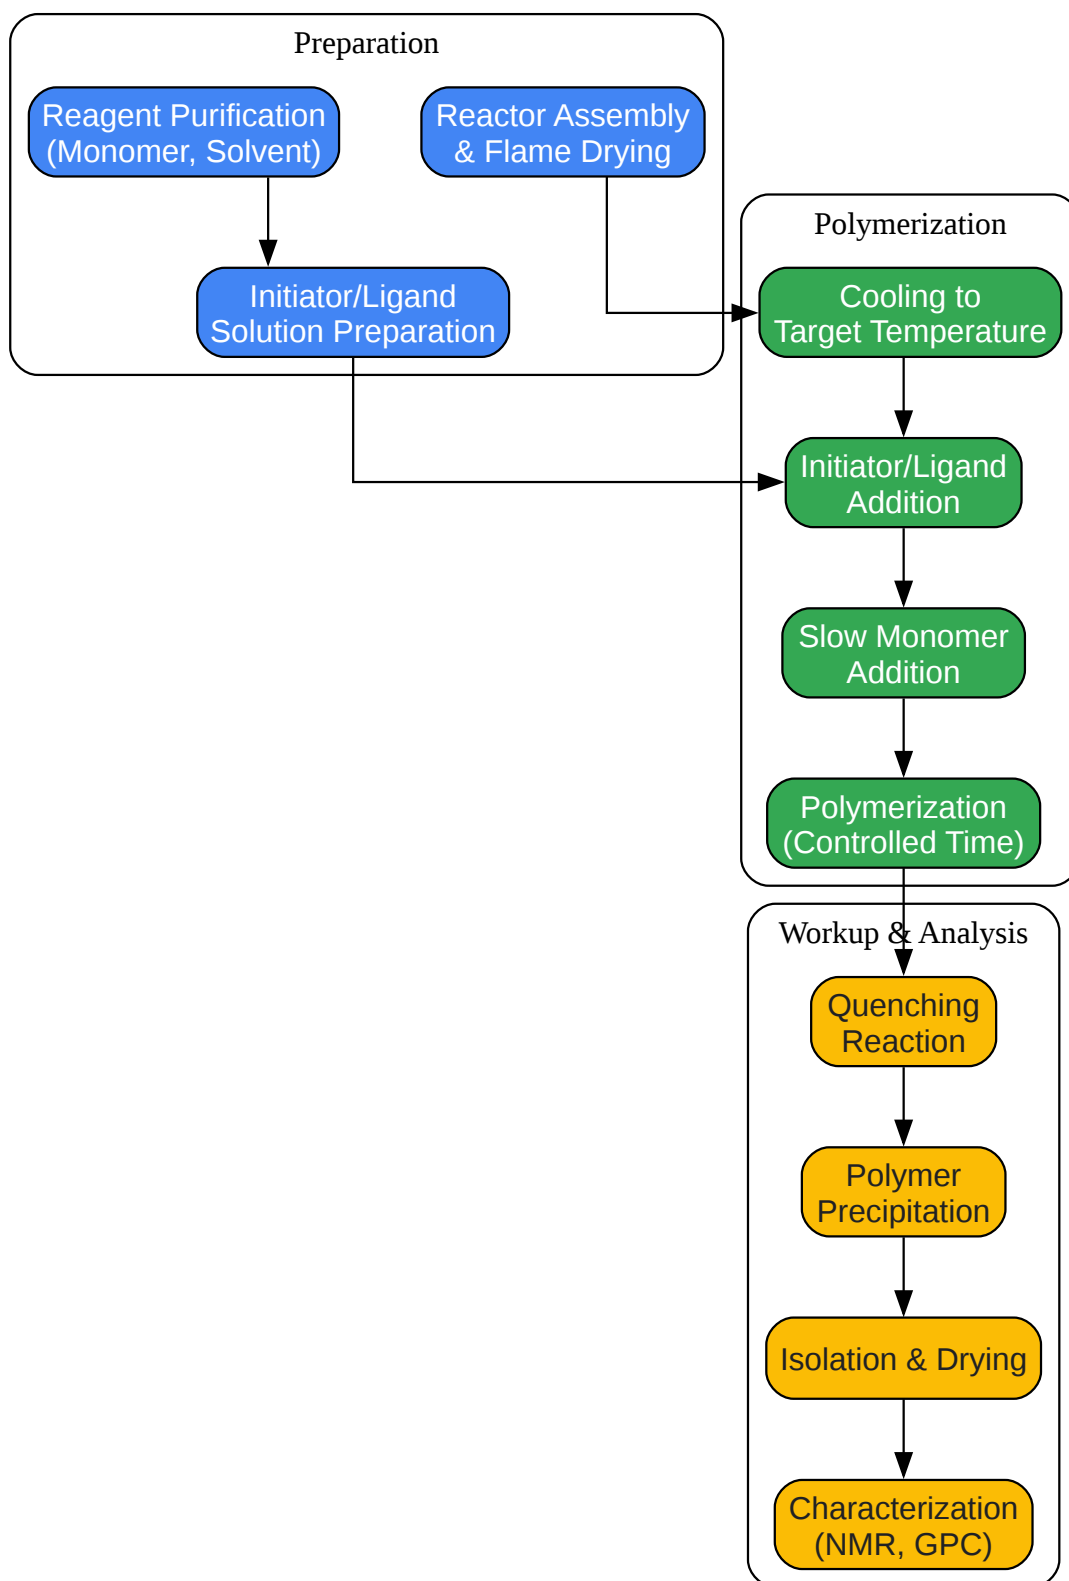 Preparation
Reagent Purification
(Monomer, Solvent)
Reactor Assembly
& Flame Drying
Initiator/Ligand
Solution Preparation
Polymerization
Cooling to
Target Temperature
Initiator/Ligand
Addition
Slow Monomer
Addition
Polymerization
(Controlled Time)
Workup & Analysis
Quenching
Reaction
Polymer
Precipitation
Isolation & Drying
Characterization
(NMR, GPC)